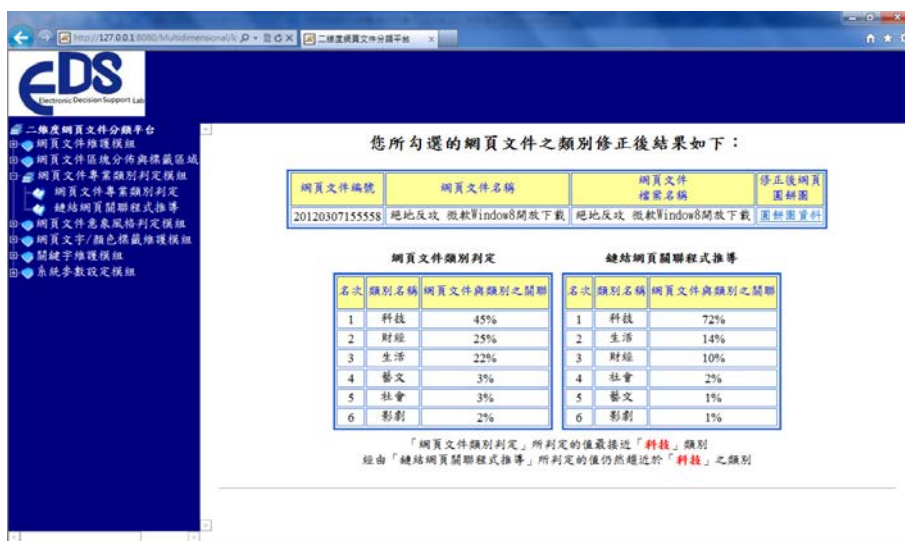 http://127.0.0.1:8080/Multidimensional/
二維度網頁文件分類平台
EDS
Electronic Decision Support Lab
二維度網頁文件分類平台
網頁文件維護模組
網頁文件區塊分佈與標籤區域
網頁文件專業類別判定模組
網頁文件專業類別判定
鏈結網頁關聯程式推導
網頁文件意象風格判定模組
網頁文字/顏色標籤維護模組
關鍵字維護模組
系統參數設定模組
您所勾選的網頁文件之類別修正後結果如下：
網頁文件編號 網頁文件名稱 網頁文件檔案名稱 修正後網頁圓餅圖
20120307155558 絕地反攻 微軟Window8開放下載 絕地反攻 微軟Window8開放下載 圓餅圖資料
網頁文件類別判定
名次 類別名稱 網頁文件與類別之關聯
1 科技 45%
2 財經 25%
3 生活 22%
4 藝文 3%
5 社會 3%
6 影劇 2%
鏈結網頁關聯程式推導
名次 類別名稱 網頁文件與類別之關聯
1 科技 72%
2 生活 14%
3 財經 10%
4 社會 2%
5 藝文 1%
6 影劇 1%
「網頁文件類別判定」所判定的值最接近「科技」類別
經由「鏈結網頁關聯程式推導」所判定的值仍然趨近於「科技」之類別